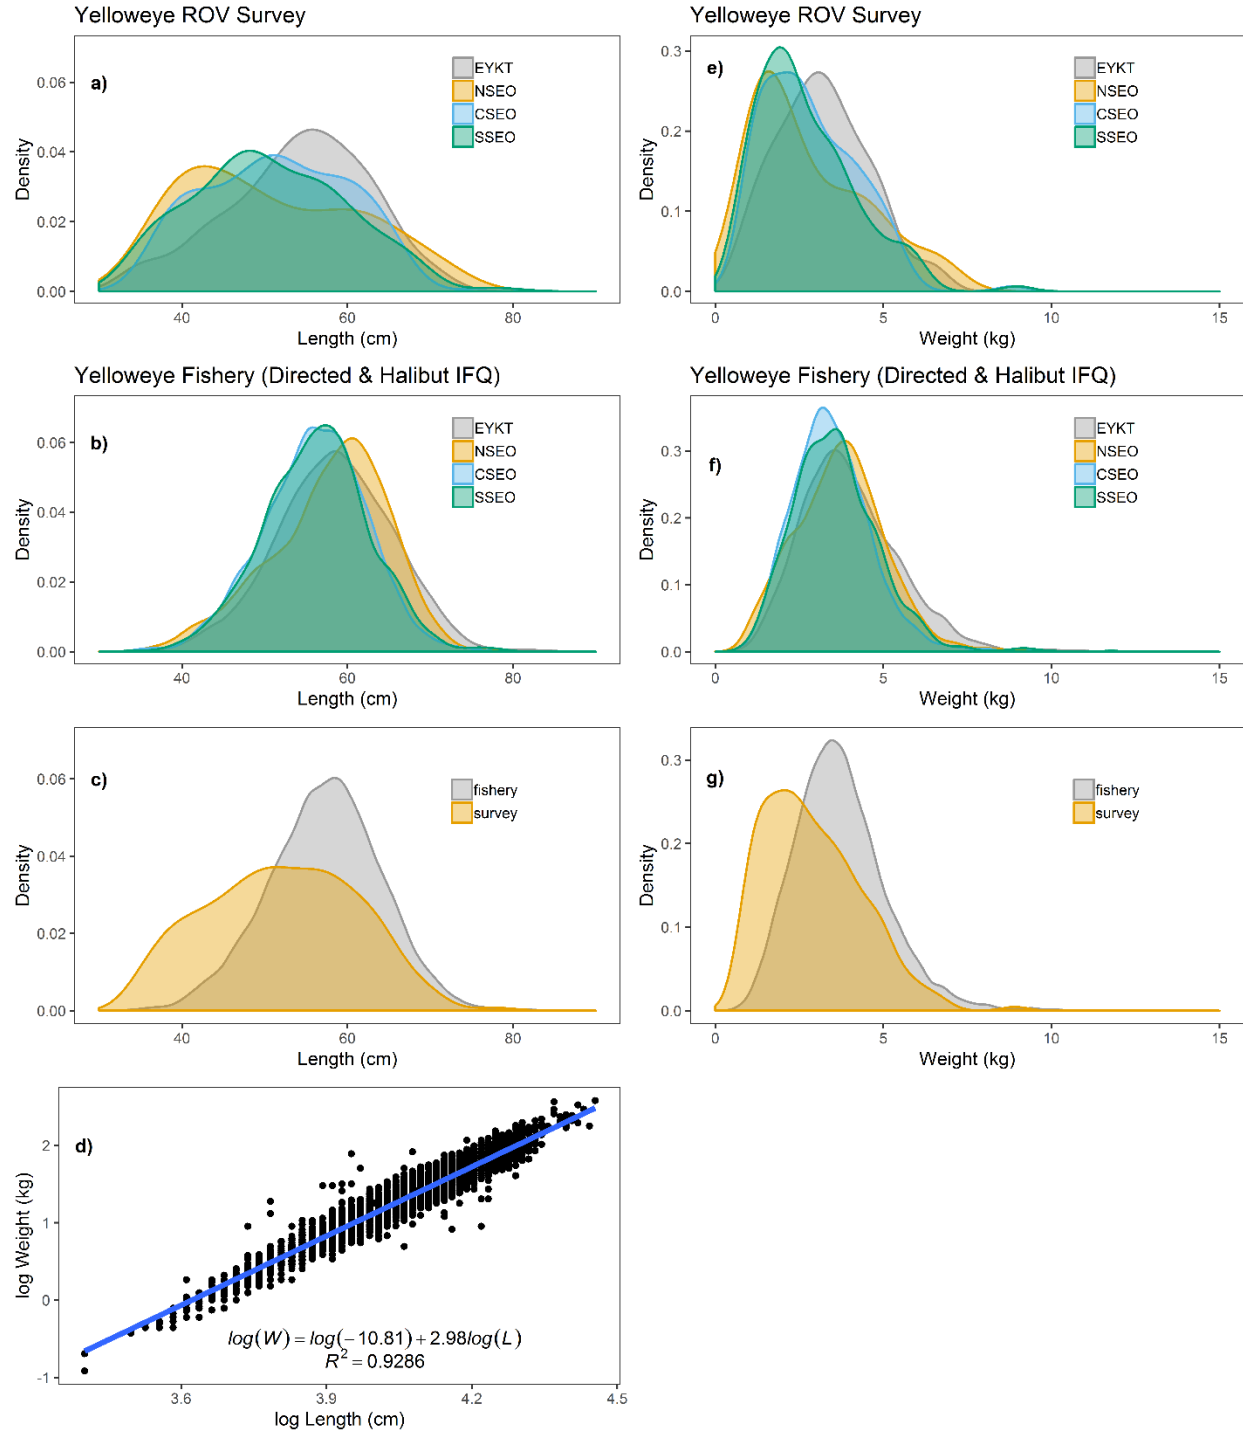 Yelloweye ROV Survey
a)
EYKT
NSEO
CSEO
SSEO
0.06
0.04
0.02
0.00
Density
40
60
80
Length (cm)
Yelloweye ROV Survey
e)
EYKT
NSEO
CSEO
SSEO
0.3
0.2
0.1
0.0
Density
0
5
10
15
Weight (kg)
Yelloweye Fishery (Directed & Halibut IFQ)
b)
EYKT
NSEO
CSEO
SSEO
0.06
0.04
0.02
0.00
Density
40
60
80
Length (cm)
Yelloweye Fishery (Directed & Halibut IFQ)
f)
EYKT
NSEO
CSEO
SSEO
0.3
0.2
0.1
0.0
Density
0
5
10
15
Weight (kg)
c)
fishery
survey
0.06
0.04
0.02
0.00
Density
40
60
80
Length (cm)
g)
fishery
survey
0.3
0.2
0.1
0.0
Density
0
5
10
15
Weight (kg)
d)
2
1
0
-1
log Weight (kg)
log(W) = log(−10.81) + 2.98log(L)
R² = 0.9286
3.6
3.9
4.2
4.5
log Length (cm)